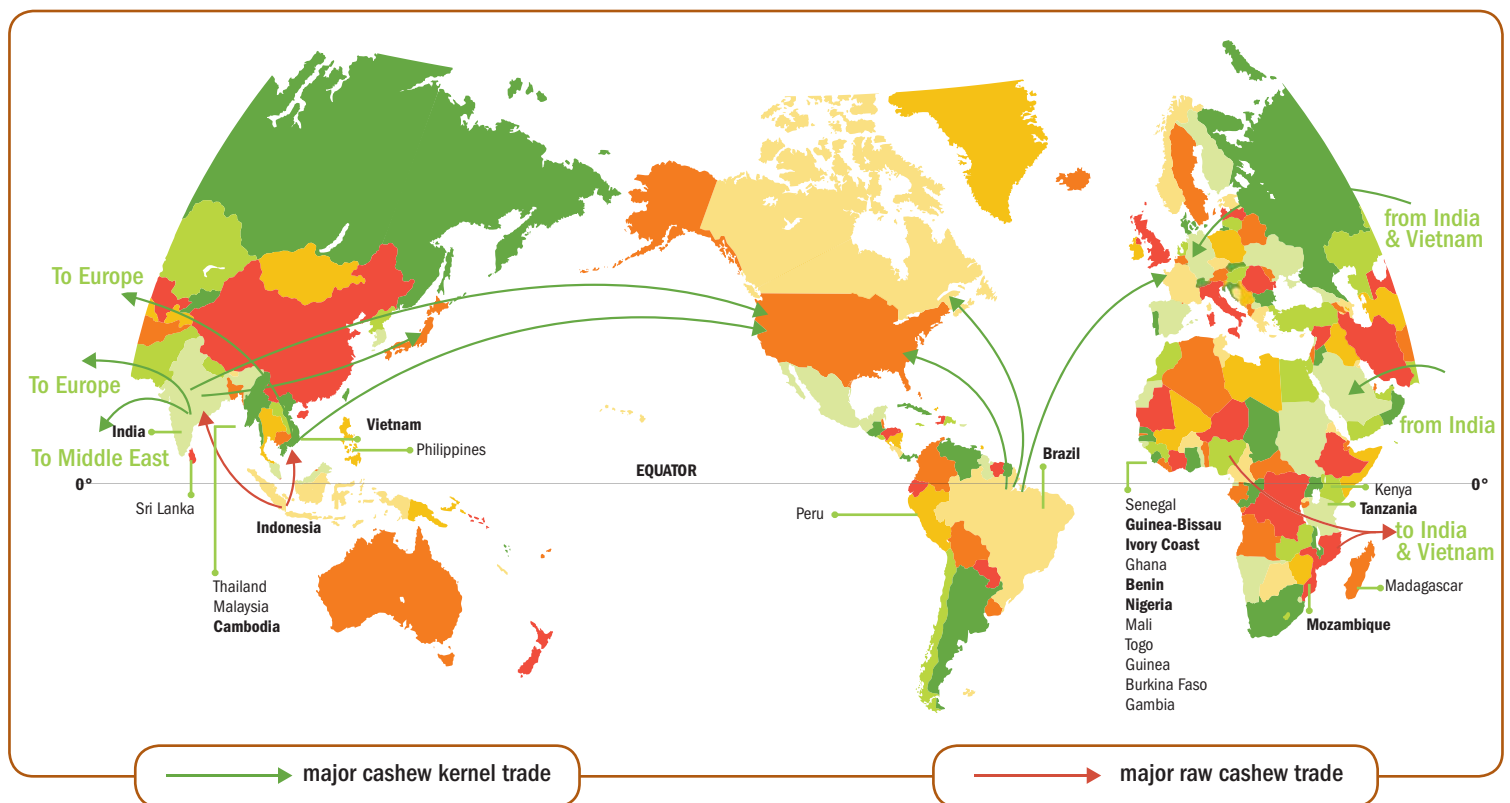 To Europe
To Europe
India
To Middle East
0°
Sri Lanka
Vietnam
Philippines
Indonesia
Thailand
Malaysia
Cambodia
EQUATOR
Peru
Brazil
from India
& Vietnam
from India
0°
Kenya
Tanzania
to India
& Vietnam
Madagascar
Mozambique
Senegal
Guinea-Bissau
Ivory Coast
Ghana
Benin
Nigeria
Mali
Togo
Guinea
Burkina Faso
Gambia
major cashew kernel trade
major raw cashew trade